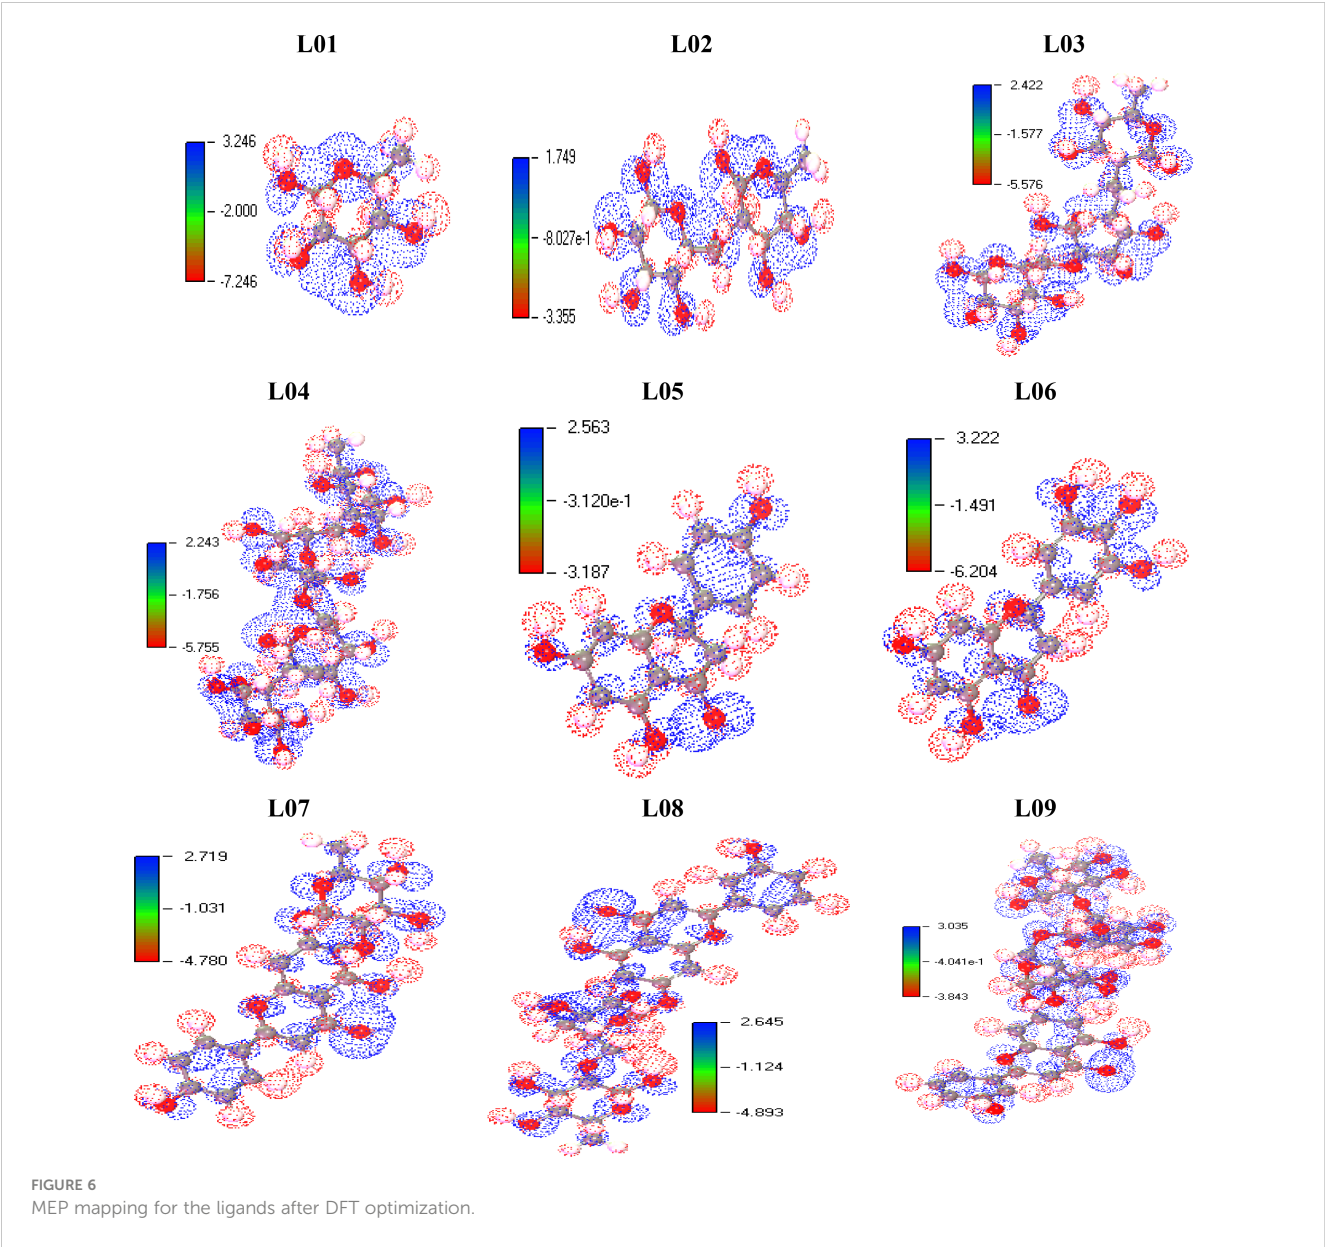 L01
L02
L03
3.246
-2.000
-7.246
1.749
-8.027e-1
-3.355
2.422
-1.577
-5.576
L04
L05
L06
2.243
-1.756
-5.755
2.563
-3.120e-1
-3.187
3.222
-1.491
-6.204
L07
L08
L09
2.719
-1.031
-4.780
2.645
-1.124
-4.893
3.035
-4.041e-1
-3.843
FIGURE 6
MEP mapping for the ligands after DFT optimization.